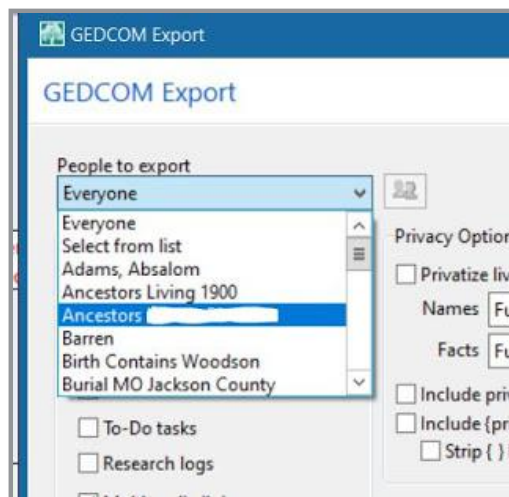 GEDCOM Export
GEDCOM Export
People to export
Everyone
Everyone
Select from list
Adams, Absalom
Ancestors Living 1900
Ancestors
Barren
Birth Contains Woodson
Burial MO Jackson County
To-Do tasks
Research logs
Privacy Option
Privatize liv
Names Fu
Facts Fu
Include priv
Include {pr
Strip { }